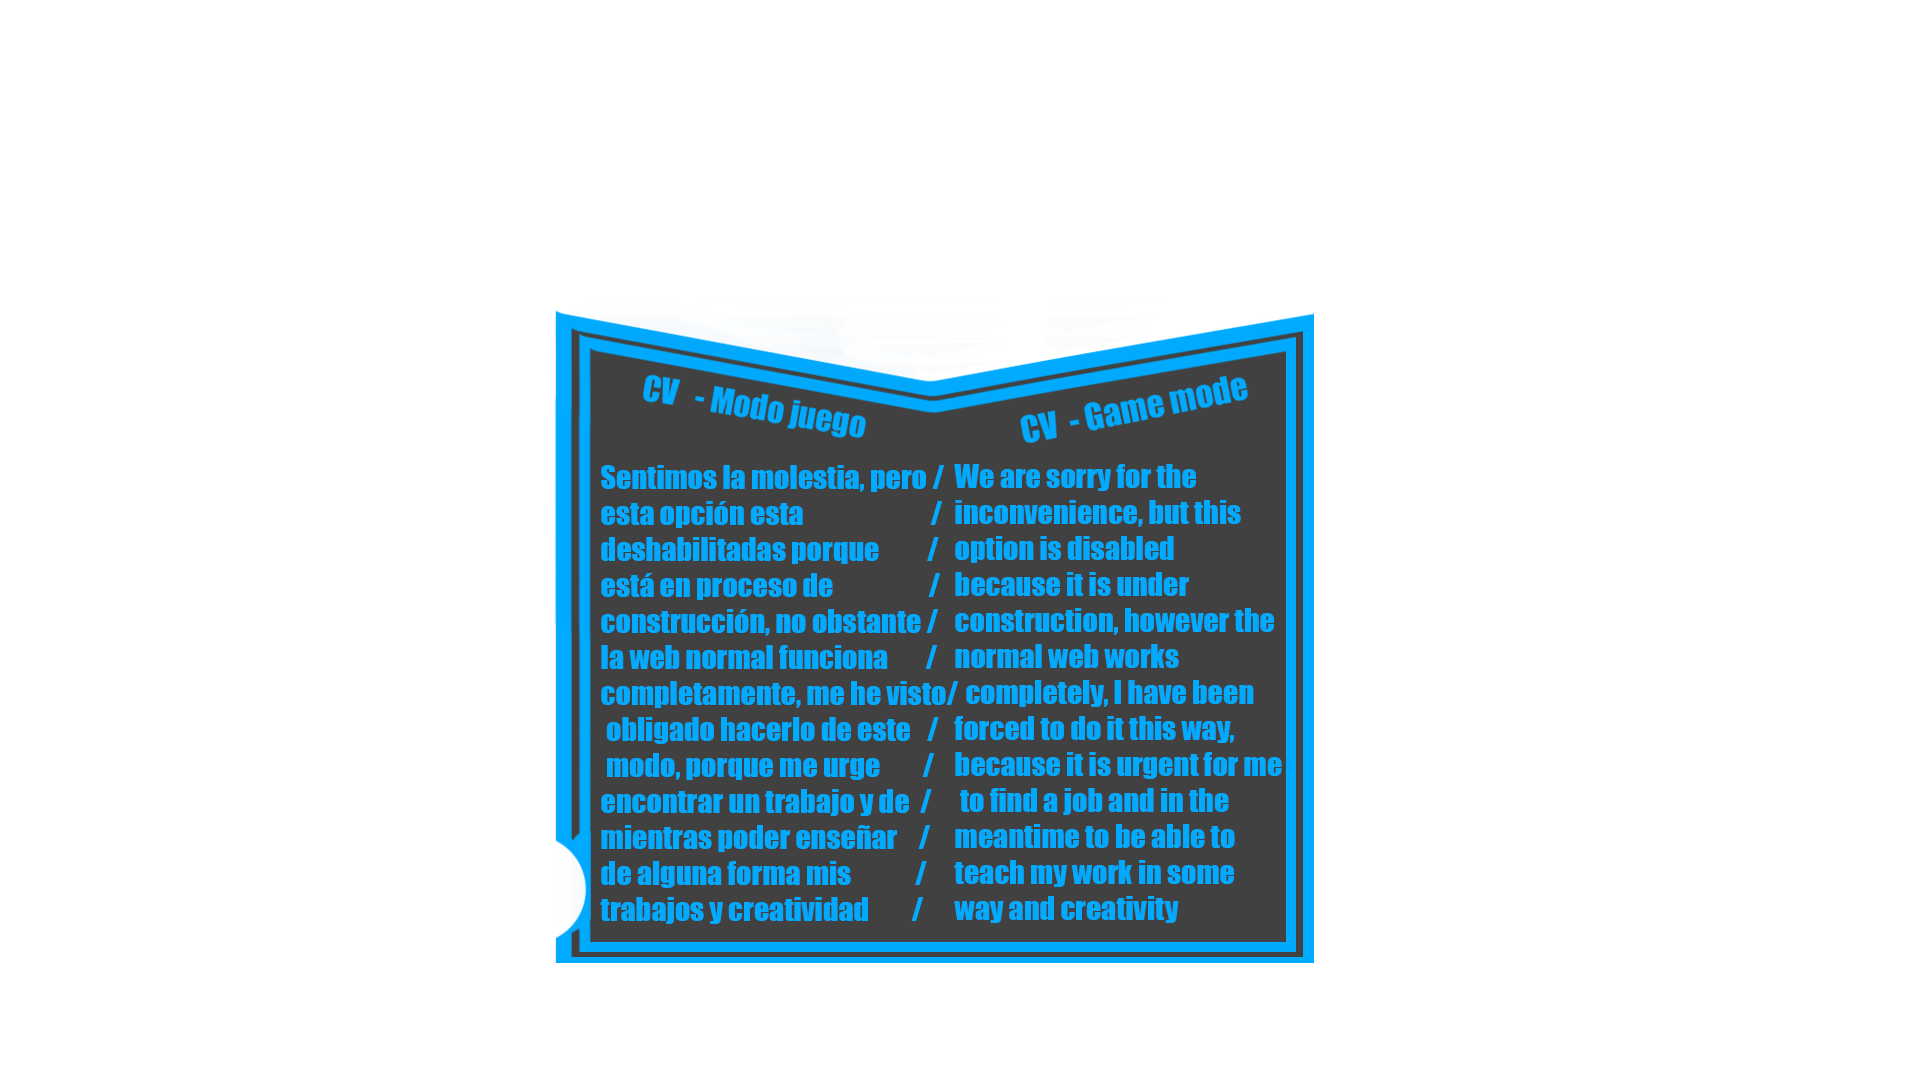 CV - Modo juego
Sentimos la molestia, pero /
esta opción esta /
deshabilitadas porque /
está en proceso de /
construcción, no obstante /
la web normal funciona /
completamente, me he visto/
obligado hacerlo de este /
modo, porque me urge /
encontrar un trabajo y de /
mientras poder enseñar /
de alguna forma mis /
trabajos y creatividad /
CV - Game mode
We are sorry for the
inconvenience, but this
option is disabled
because it is under
construction, however the
normal web works
completely, I have been
forced to do it this way,
because it is urgent for me
to find a job and in the
meantime to be able to
teach my work in some
way and creativity